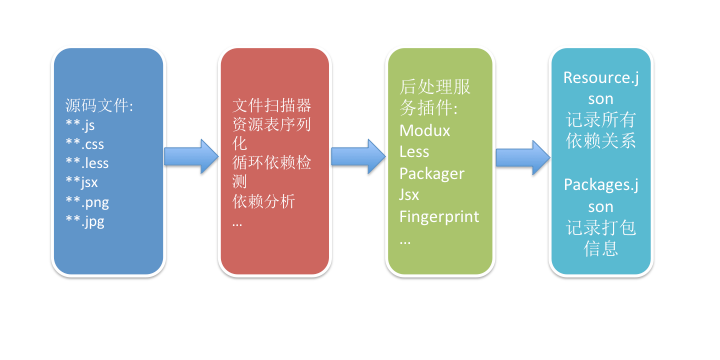 源码文件:
**.js
**.css
**.less
**jsx
**.png
**.jpg
文件扫描器
资源表序列
化
循环依赖检
测
依赖分析
...
后处理服
务插件:
Modux
Less
Packager
Jsx
Fingerprint
...
Resource.j
son
记录所有
依赖关系
Packages.j
son
记录打包
信息